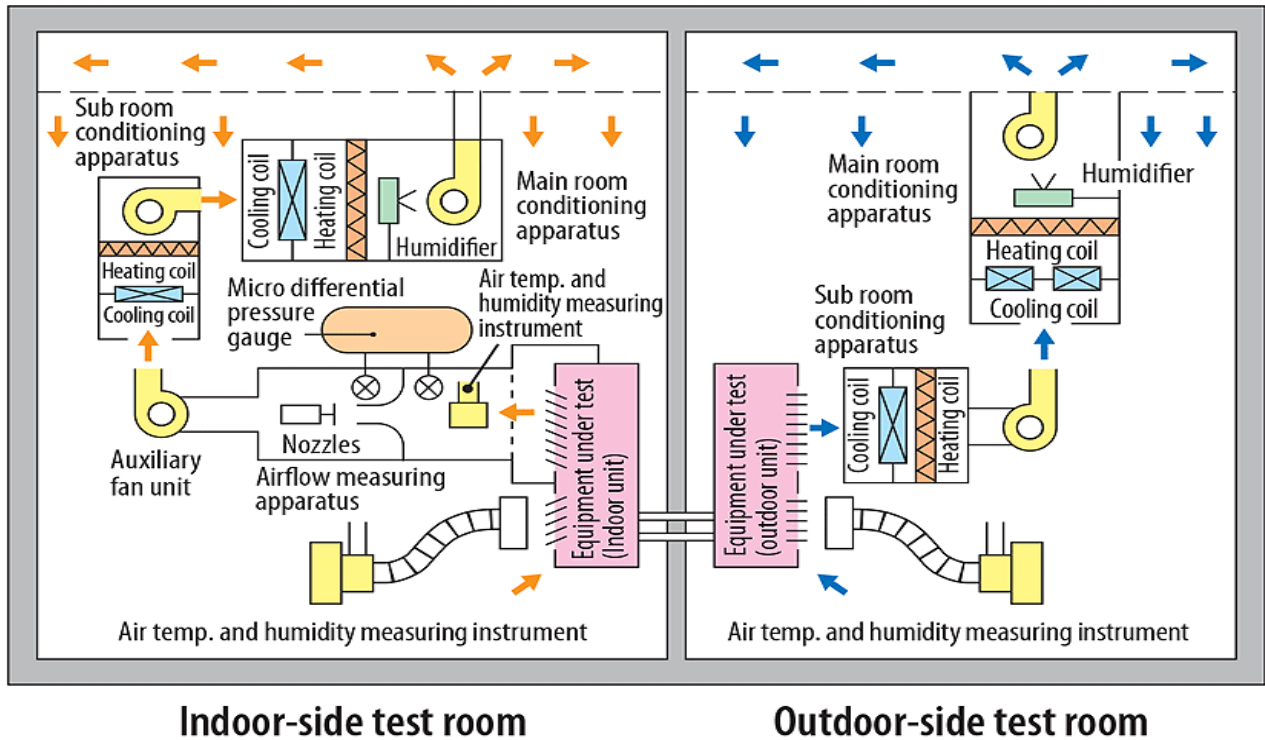 Sub room
conditioning
apparatus
Cooling coil
Heating coil
Humidifier
Main room
conditioning
apparatus
Heating coil
Cooling coil
Micro differential
pressure
gauge
Air temp. and
humidity measuring
instrument
Nozzles
Auxiliary
fan unit
Airflow measuring
apparatus
Equipment under test
(Indoor unit)
Air temp. and humidity measuring instrument
Main room
conditioning
apparatus
Humidifier
Heating coil
Cooling coil
Sub room
conditioning
apparatus
Equipment under test
(outdoor unit)
Cooling coil
Heating coil
Air temp. and humidity measuring instrument
Indoor-side test room
Outdoor-side test room